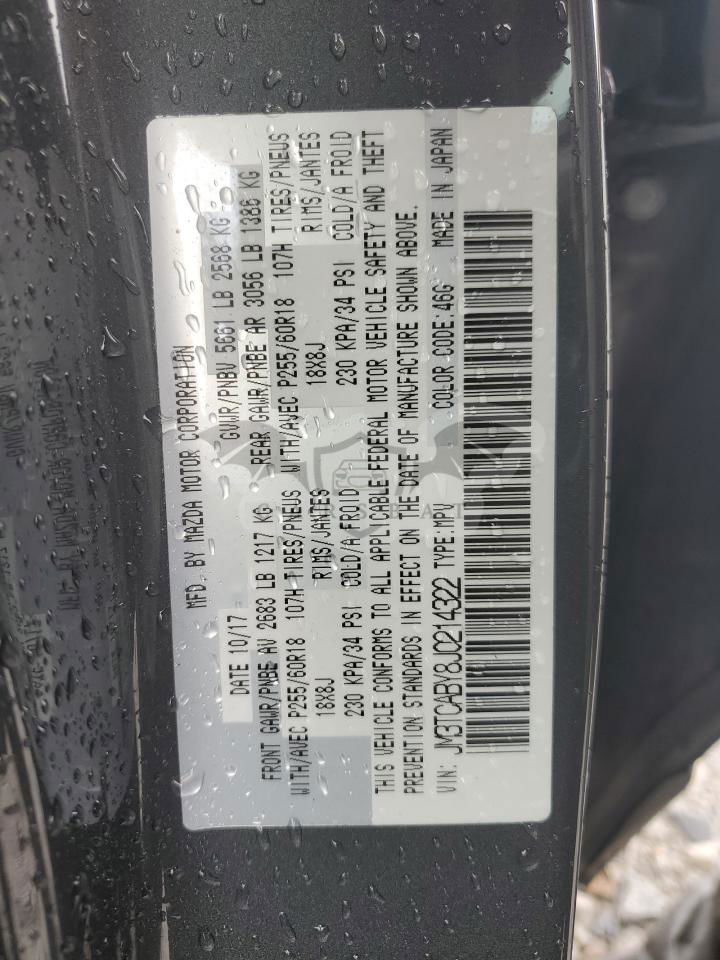 MFD. BY MAZDA MOTOR CORPORATION
DATE 10/17 GVWR/PNBV 5661 LB 2568 KG
FRONT GAWR/PNBE AV 2683 LB 1217 KG REAR GAWR/PNBE AR 3056 LB 1386 KG
WITH/AVEC P255/60R18 107H TIRES/PNEUS WITH/AVEC P255/60R18 107H TIRES/PNEUS
18X8J RIMS/JANTES 18X8J RIMS/JANTES
230 KPA/34 PSI COLD/A FROID 230 KPA/34 PSI COLD/A FROID
THIS VEHICLE CONFORMS TO ALL APPLICABLE FEDERAL MOTOR VEHICLE SAFETY AND THEFT
PREVENTION STANDARDS IN EFFECT ON THE DATE OF MANUFACTURE SHOWN ABOVE.
VIN: JM3TCABY8J0214322 TYPE:MPV COLOR CODE:46G MADE IN JAPAN